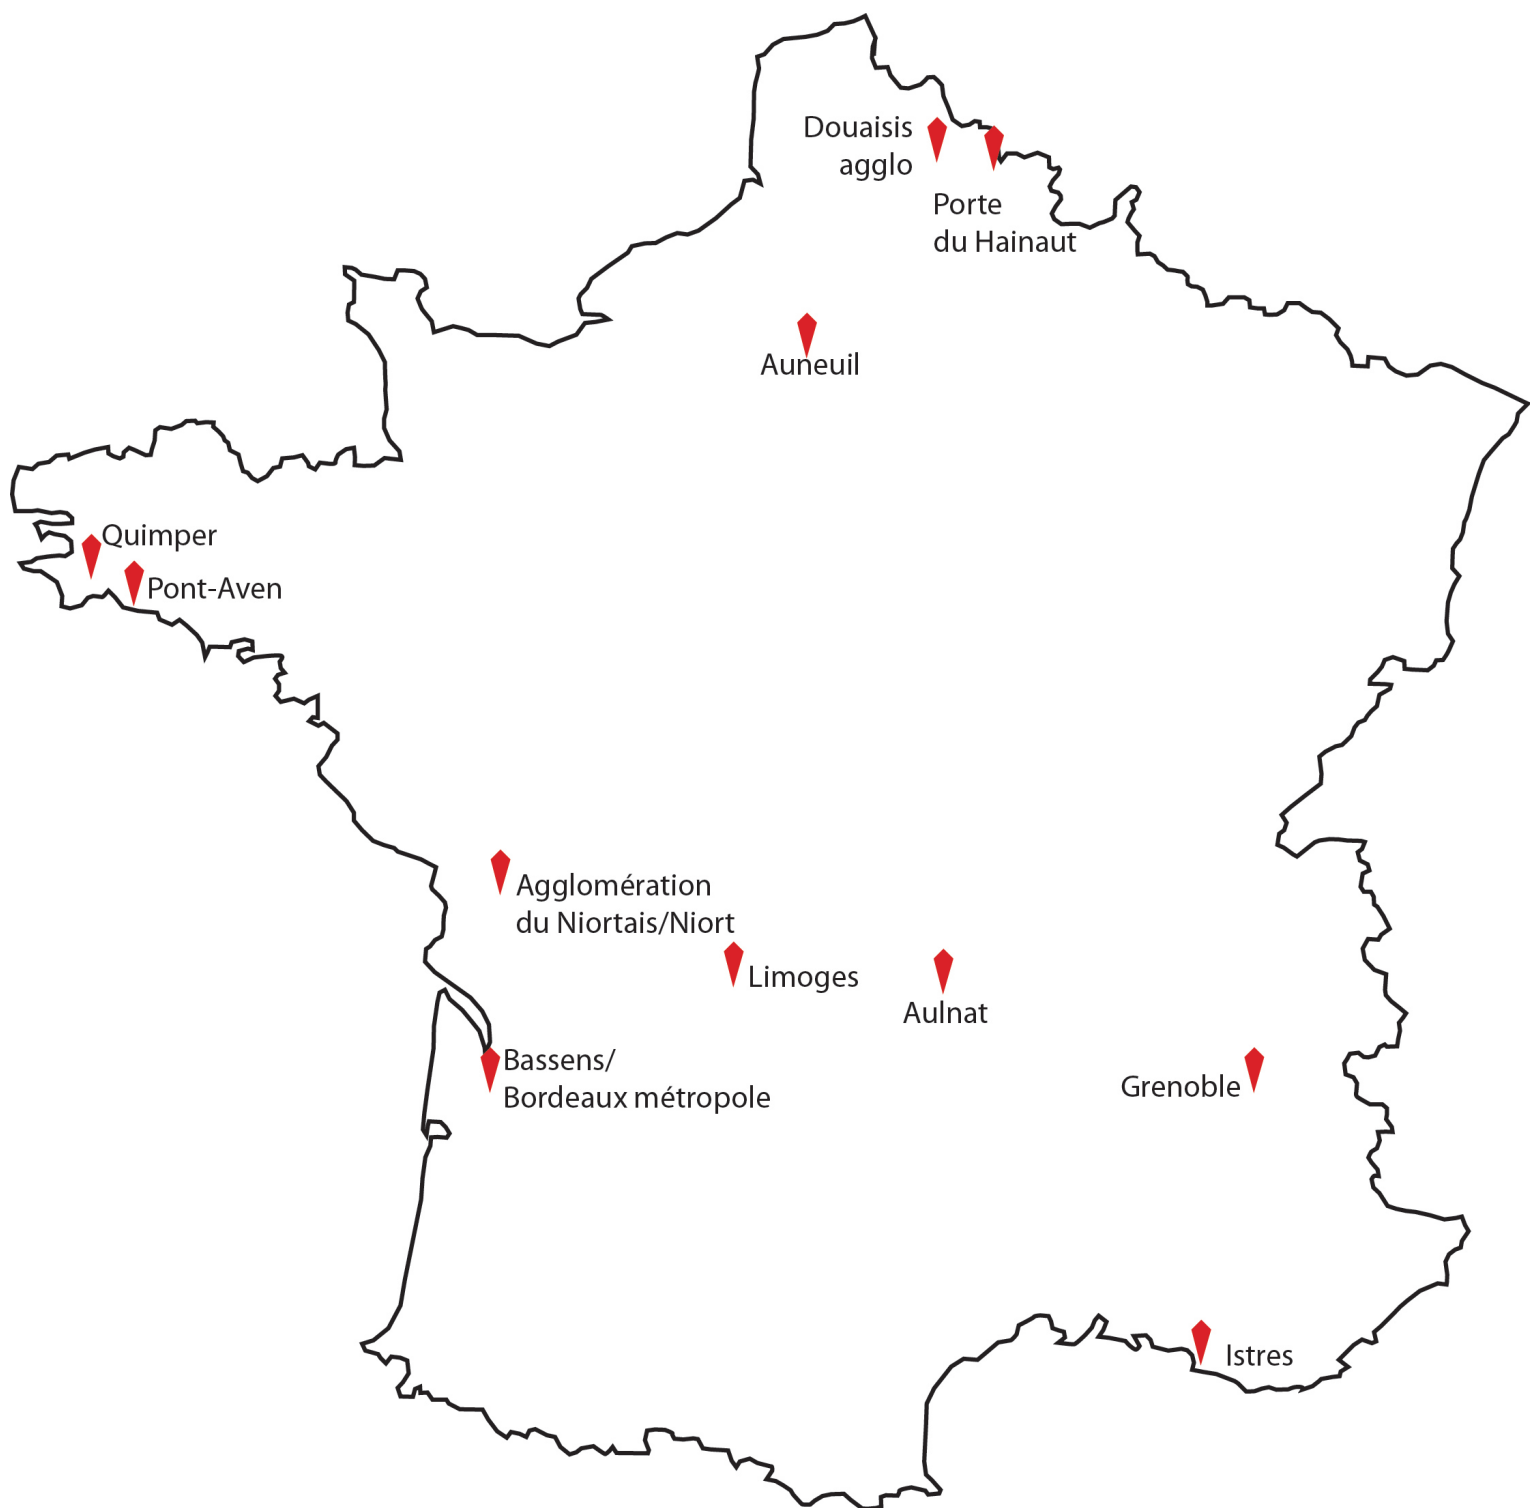 Douaisis
agglo
Porte
du Hainaut
Auneuil
Quimper
Pont-Aven
Agglomération
du Niortais/Niort
Limoges
Aulnat
Bassens/
Bordeaux métropole
Grenoble
Istres